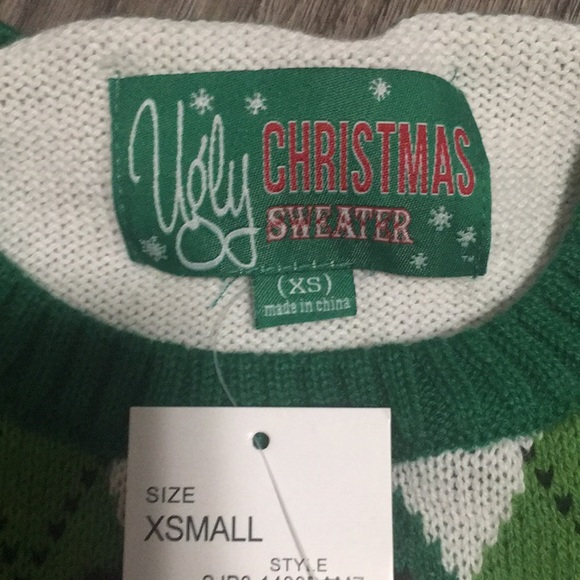 Ugly CHRISTMAS
SWEATER
TM
(XS)
made in china
SIZE
XSMALL
STYLE